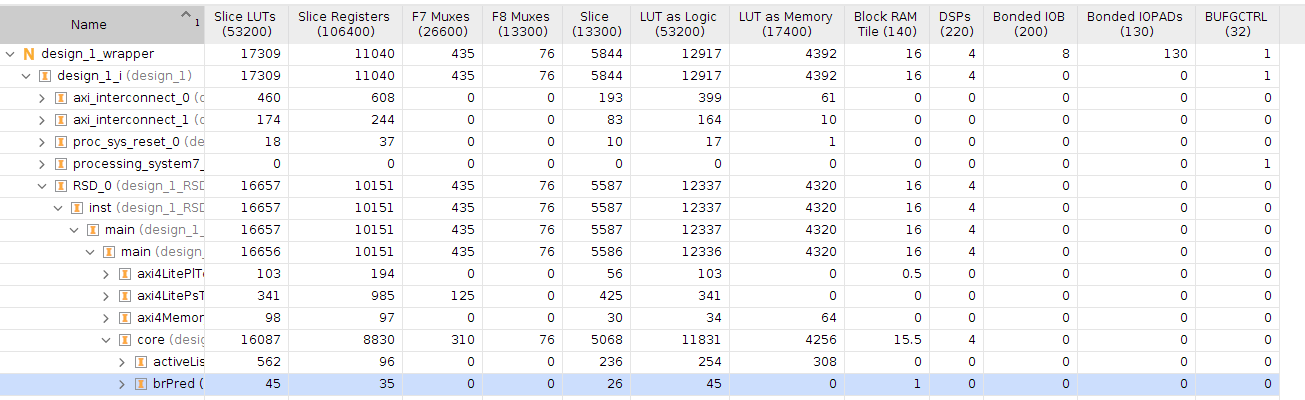 Name 1 Slice LUTs (53200) Slice Registers (106400) F7 Muxes (26600) F8 Muxes (13300) Slice (13300) LUT as Logic (53200) LUT as Memory (17400) Block RAM Tile (140) DSPs (220) Bonded IOB (200) Bonded IOPADs (130) BUFGCTRL (32)
N design_1_wrapper 17309 11040 435 76 5844 12917 4392 16 4 8 130 1
design_1_i (design_1) 17309 11040 435 76 5844 12917 4392 16 4 0 0 1
axi_interconnect_0 (d 460 608 0 0 193 399 61 0 0 0 0 0
axi_interconnect_1 (d 174 244 0 0 83 164 10 0 0 0 0 0
proc_sys_reset_0 (de 18 37 0 0 10 17 1 0 0 0 0 0
processing_system7_ 0 0 0 0 0 0 0 0 0 0 0 1
RSD_0 (design_1_RSD 16657 10151 435 76 5587 12337 4320 16 4 0 0 0
inst (design_1_RSD 16657 10151 435 76 5587 12337 4320 16 4 0 0 0
main (design_1_ 16657 10151 435 76 5587 12337 4320 16 4 0 0 0
main (design_ 16656 10151 435 76 5586 12336 4320 16 4 0 0 0
axi4LitePlT 103 194 0 0 56 103 0 0.5 0 0 0 0
axi4LitePsT 341 985 125 0 425 341 0 0 0 0 0 0
axi4Memor 98 97 0 0 30 34 64 0 0 0 0 0
core (desig 16087 8830 310 76 5068 11831 4256 15.5 4 0 0 0
activeLis 562 96 0 0 236 254 308 0 0 0 0 0
brPred ( 45 35 0 0 26 45 0 1 0 0 0 0